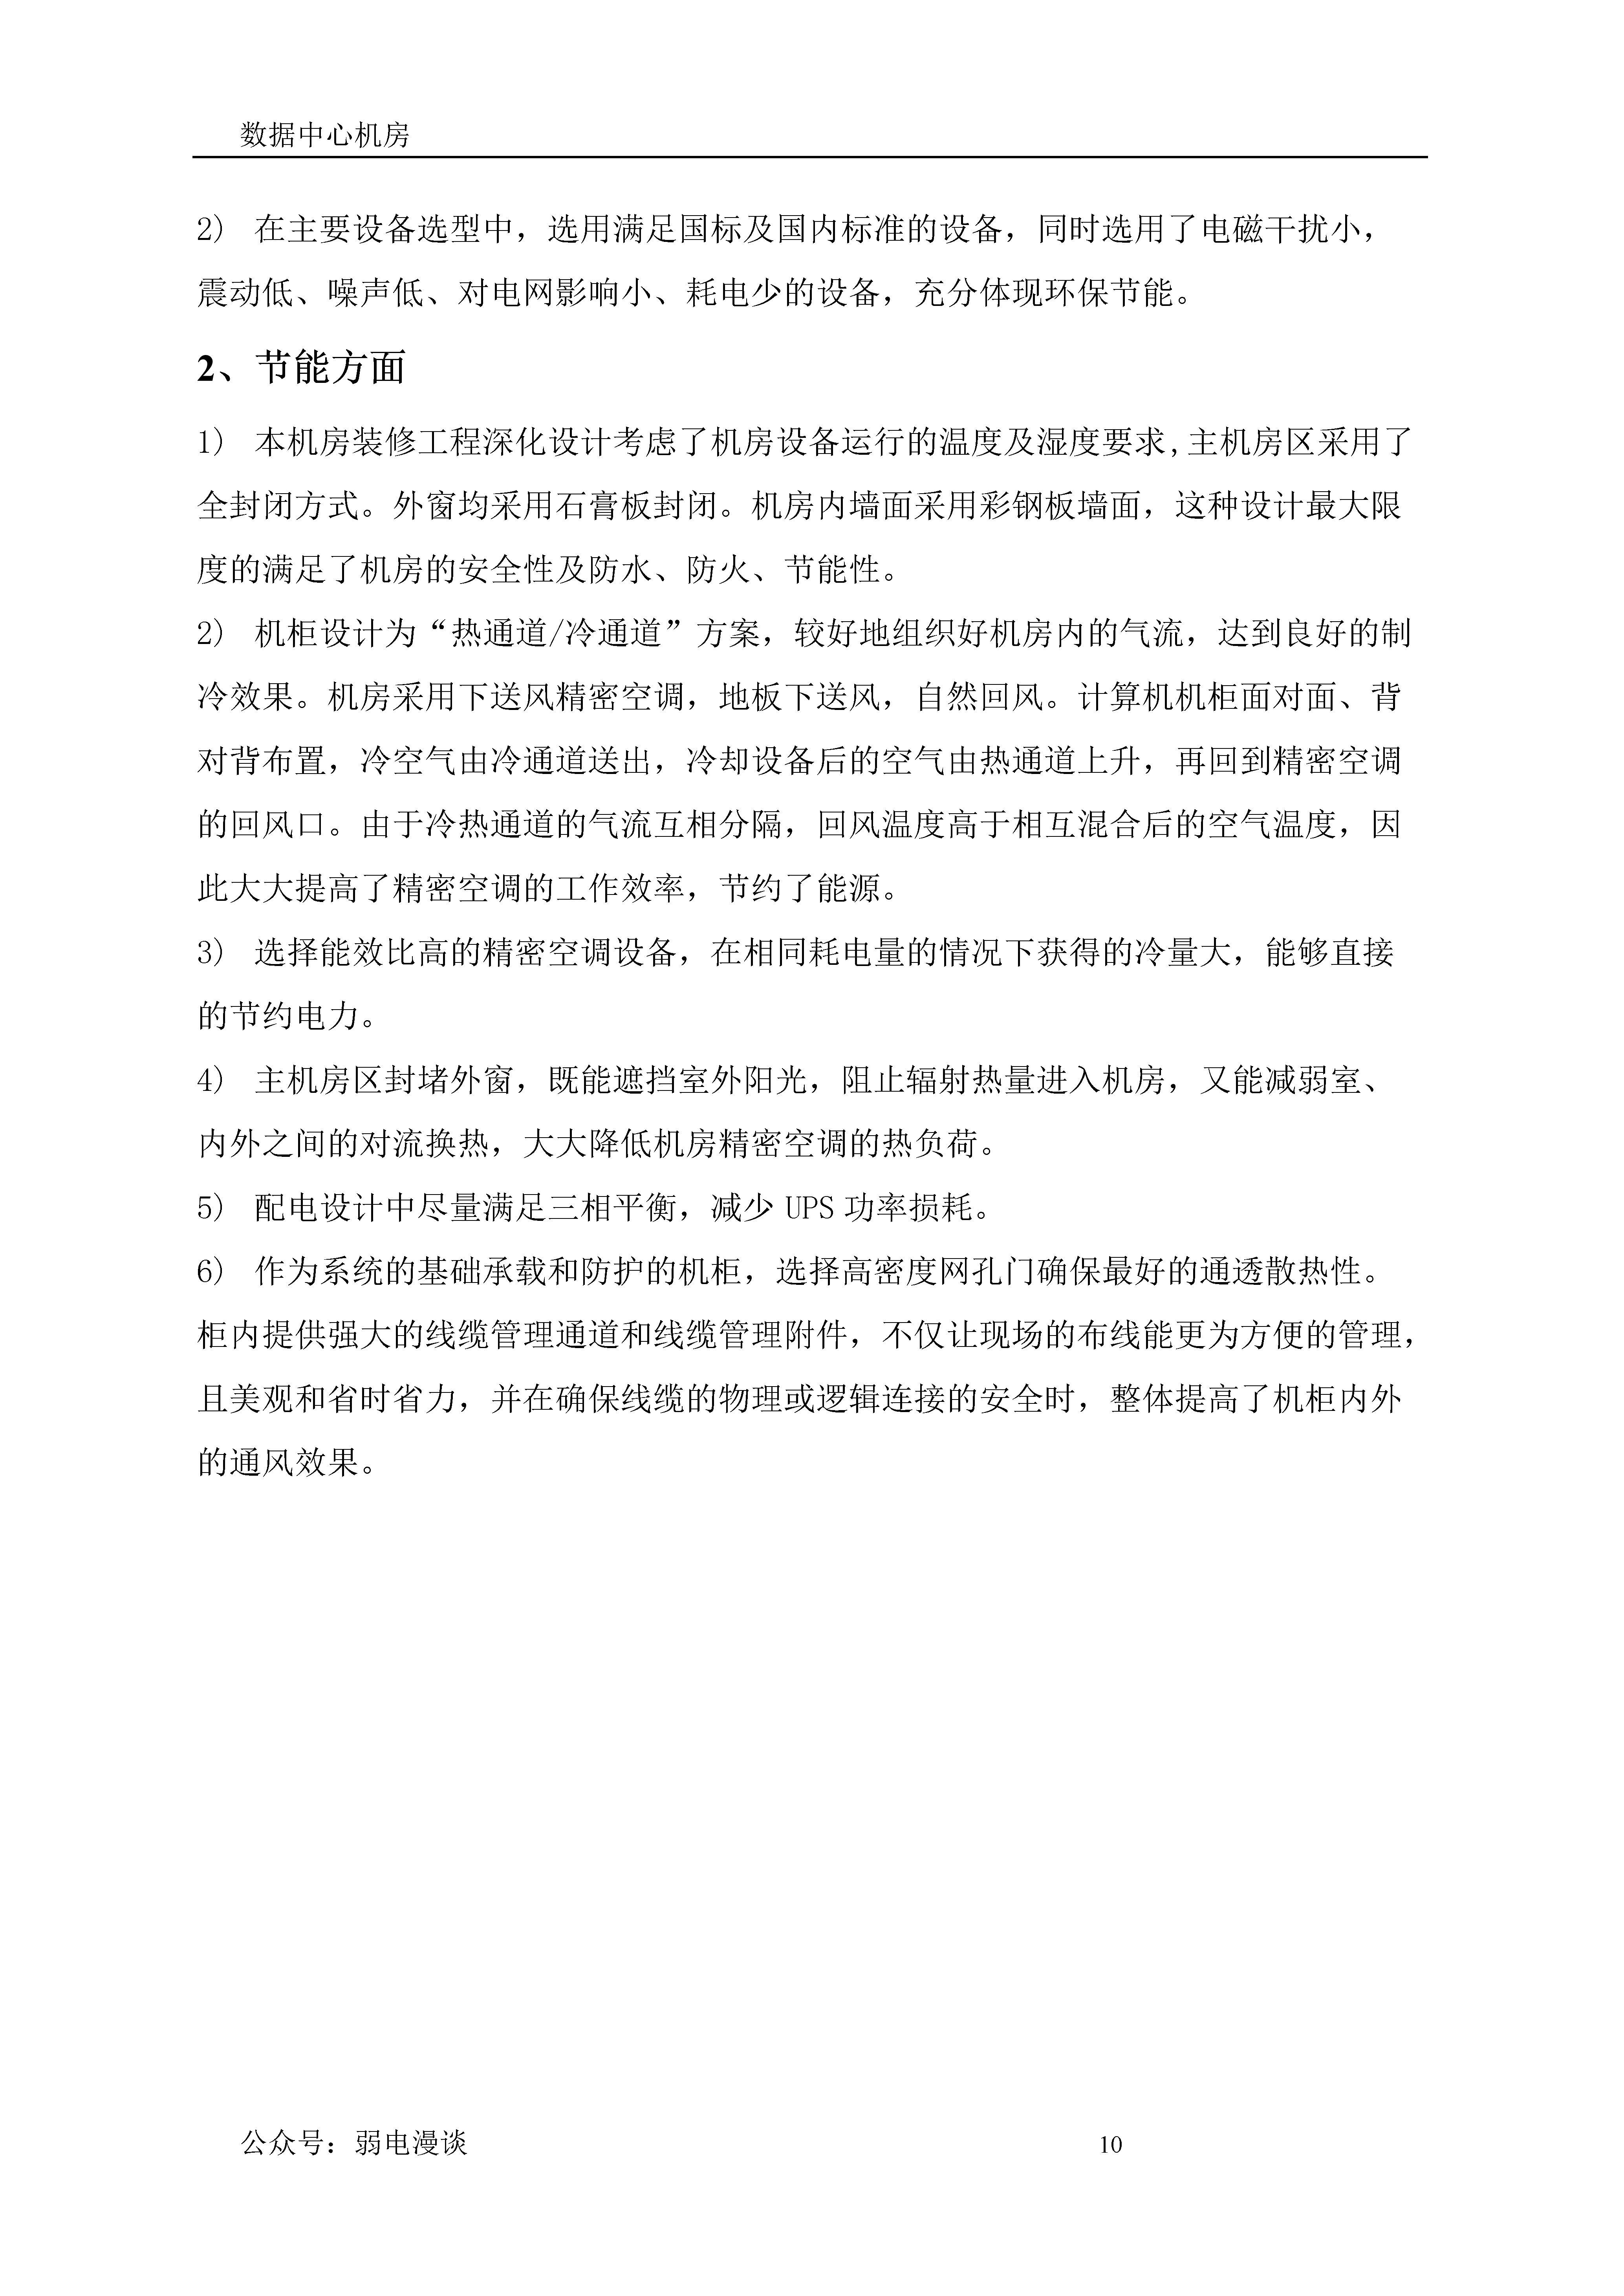 数据中心机房
2） 在主要设备选型中，选用满足国标及国内标准的设备，同时选用了电磁干扰小，
震动低、噪声低、对电网影响小、耗电少的设备，充分体现环保节能。
2、节能方面
1） 本机房装修工程深化设计考虑了机房设备运行的温度及湿度要求,主机房区采用了
全封闭方式。外窗均采用石膏板封闭。机房内墙面采用彩钢板墙面，这种设计最大限
度的满足了机房的安全性及防水、防火、节能性。
2） 机柜设计为“热通道/冷通道”方案，较好地组织好机房内的气流，达到良好的制
冷效果。机房采用下送风精密空调，地板下送风，自然回风。计算机机柜面对面、背
对背布置，冷空气由冷通道送出，冷却设备后的空气由热通道上升，再回到精密空调
的回风口。由于冷热通道的气流互相分隔，回风温度高于相互混合后的空气温度，因
此大大提高了精密空调的工作效率，节约了能源。
3） 选择能效比高的精密空调设备，在相同耗电量的情况下获得的冷量大，能够直接
的节约电力。
4） 主机房区封堵外窗，既能遮挡室外阳光，阻止辐射热量进入机房，又能减弱室、
内外之间的对流换热，大大降低机房精密空调的热负荷。
5） 配电设计中尽量满足三相平衡，减少 UPS 功率损耗。
6） 作为系统的基础承载和防护的机柜，选择高密度网孔门确保最好的通透散热性。
柜内提供强大的线缆管理通道和线缆管理附件，不仅让现场的布线能更为方便的管理，
且美观和省时省力，并在确保线缆的物理或逻辑连接的安全时，整体提高了机柜内外
的通风效果。
公众号：弱电漫谈 10